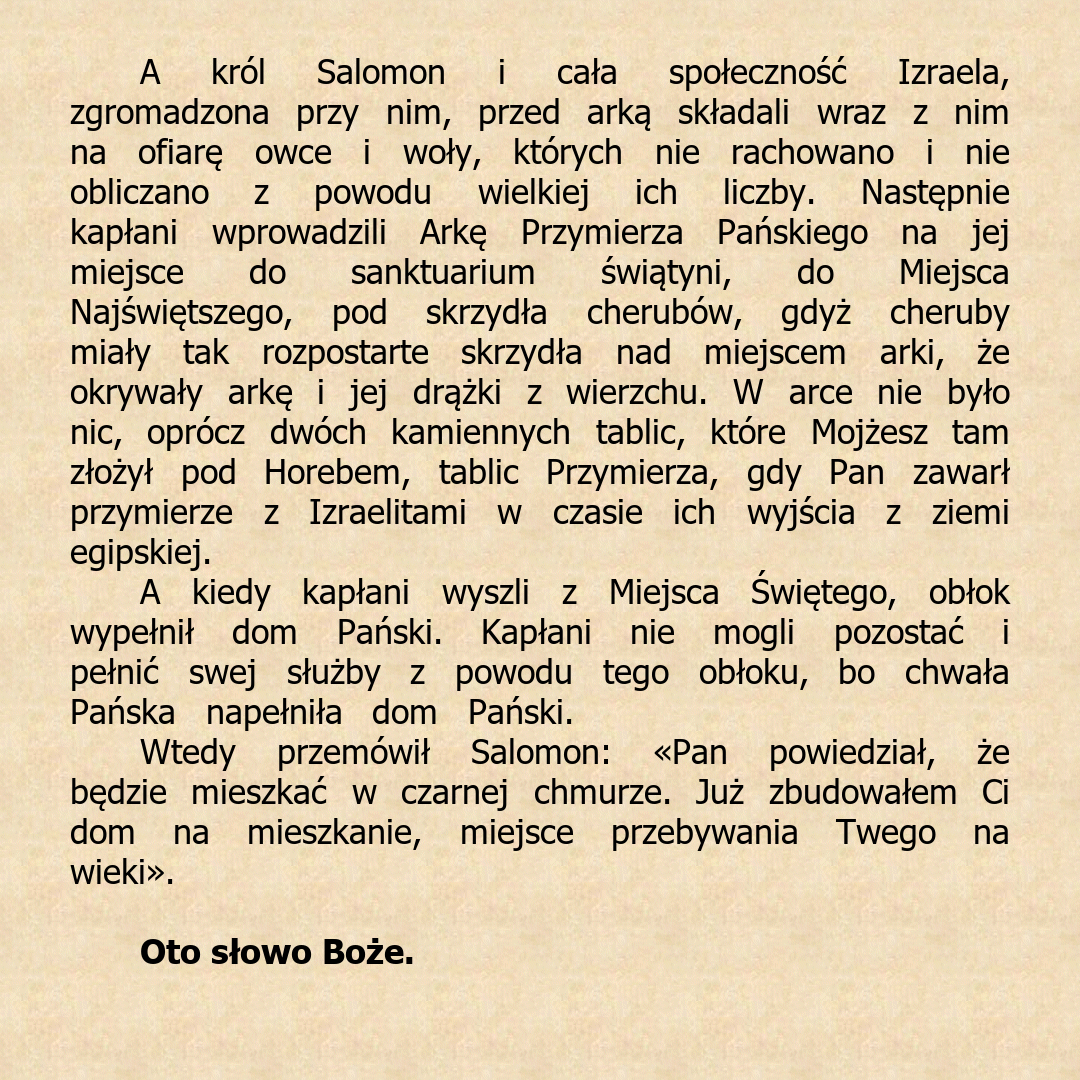 A król Salomon i cała społeczność Izraela,
zgromadzona przy nim, przed arką składali wraz z nim
na ofiarę owce i woły, których nie rachowano i nie
obliczano z powodu wielkiej ich liczby. Następnie
kapłani wprowadzili Arkę Przymierza Pańskiego na jej
miejsce do sanktuarium świątyni, do Miejsca
Najświętszego, pod skrzydła cherubów, gdyż cheruby
miały tak rozpostarte skrzydła nad miejscem arki, że
okrywały arkę i jej drążki z wierzchu. W arce nie było
nic, oprócz dwóch kamiennych tablic, które Mojżesz tam
złożył pod Horebem, tablic Przymierza, gdy Pan zawarł
przymierze z Izraelitami w czasie ich wyjścia z ziemi
egipskiej.
A kiedy kapłani wyszli z Miejsca Świętego, obłok
wypełnił dom Pański. Kapłani nie mogli pozostać i
pełnić swej służby z powodu tego obłoku, bo chwała
Pańska napełniła dom Pański.
Wtedy przemówił Salomon: «Pan powiedział, że
będzie mieszkać w czarnej chmurze. Już zbudowałem Ci
dom na mieszkanie, miejsce przebywania Twego na
wieki».
Oto słowo Boże.